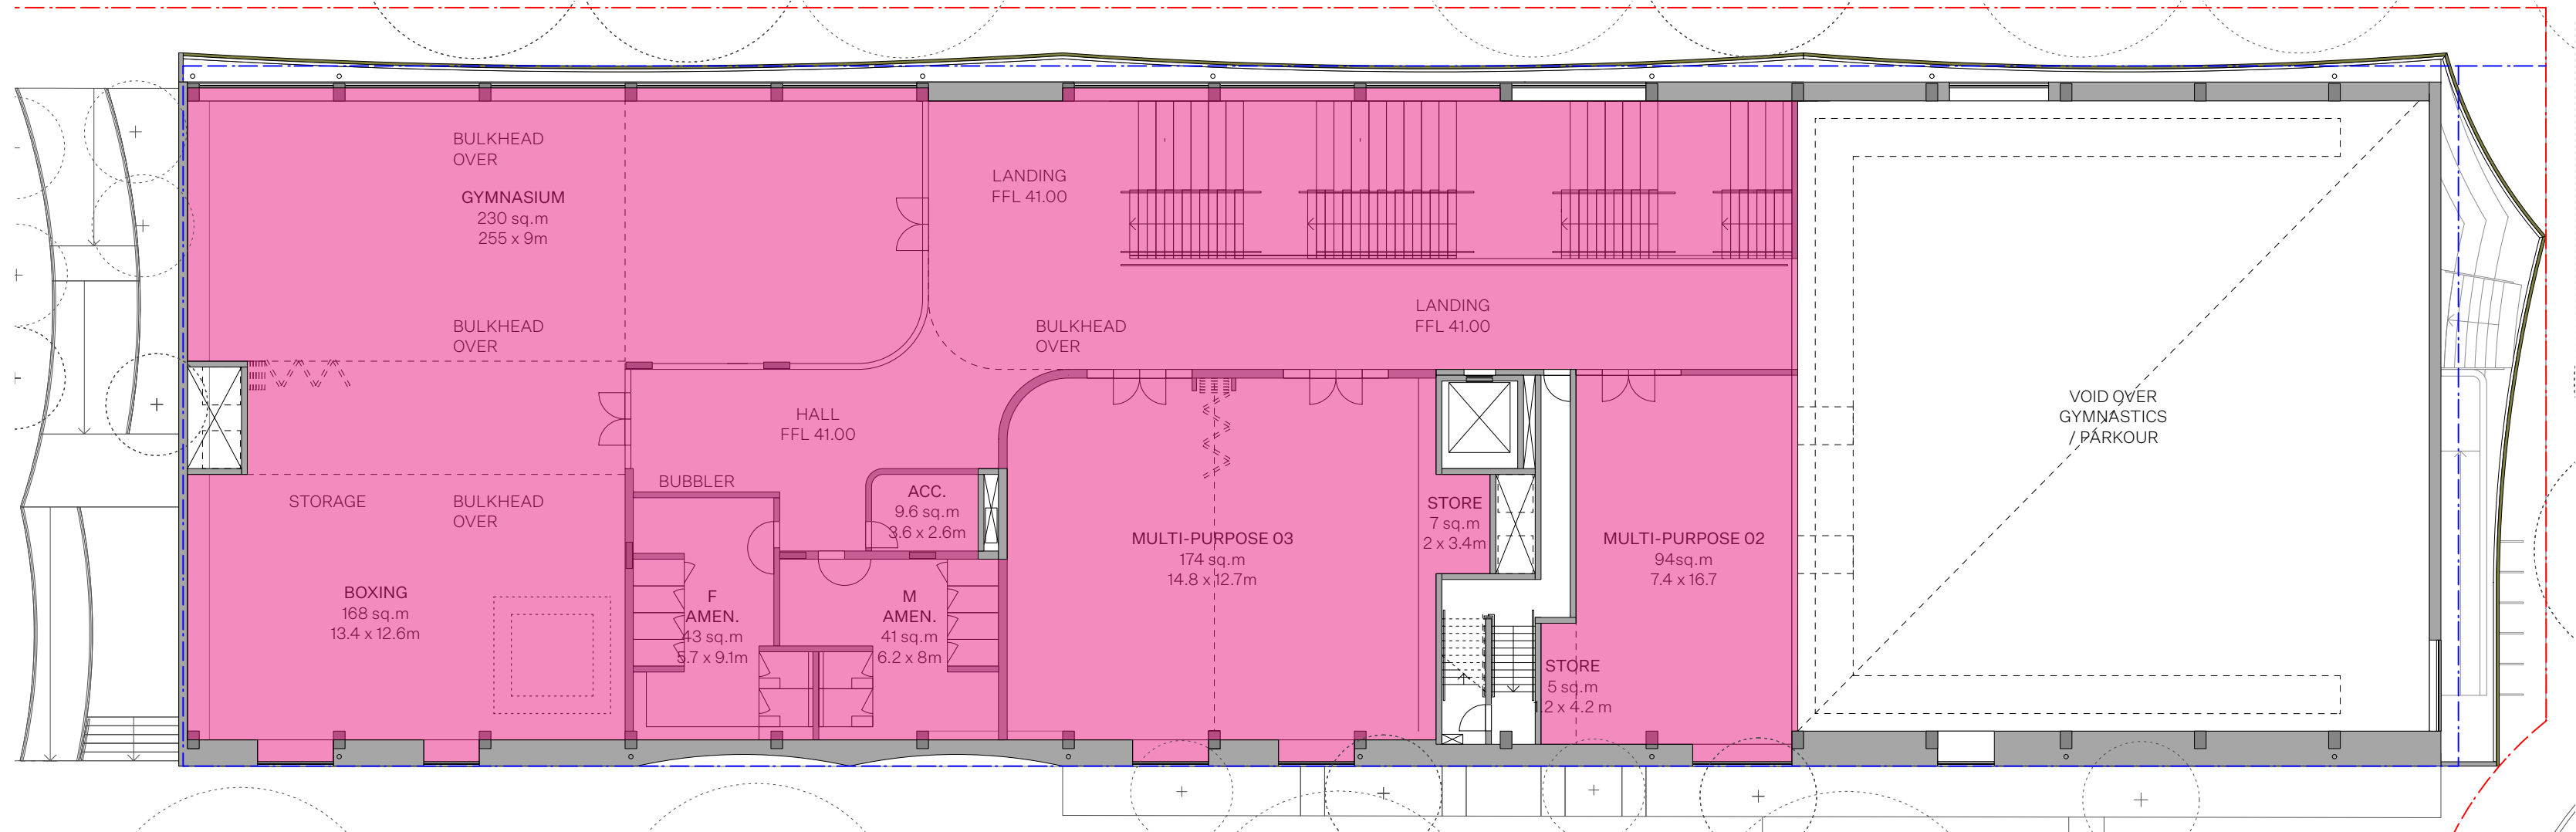 BULKHEAD
OVER
GYMNASIUM
230 sq.m
255 x 9m
BULKHEAD
OVER
LANDING
FFL 41.00
LANDING
FFL 41.00
BULKHEAD
OVER
HALL
FFL 41.00
VOID OVER
GYMNASTICS
/ PARKOUR
STORAGE
BULKHEAD
OVER
BUBBLER
ACC.
9.6 sq.m
3.6 x 2.6m
STORE
7 sq.m
2 x 3.4m
MULTI-PURPOSE 03
174 sq.m
14.8 x 12.7m
MULTI-PURPOSE 02
94sq.m
7.4 x 16.7
BOXING
168 sq.m
13.4 x 12.6m
F
AMEN.
43 sq.m
5.7 x 9.1m
M
AMEN.
41 sq.m
6.2 x 8m
STORE
5 sq.m
1.2 x 4.2 m